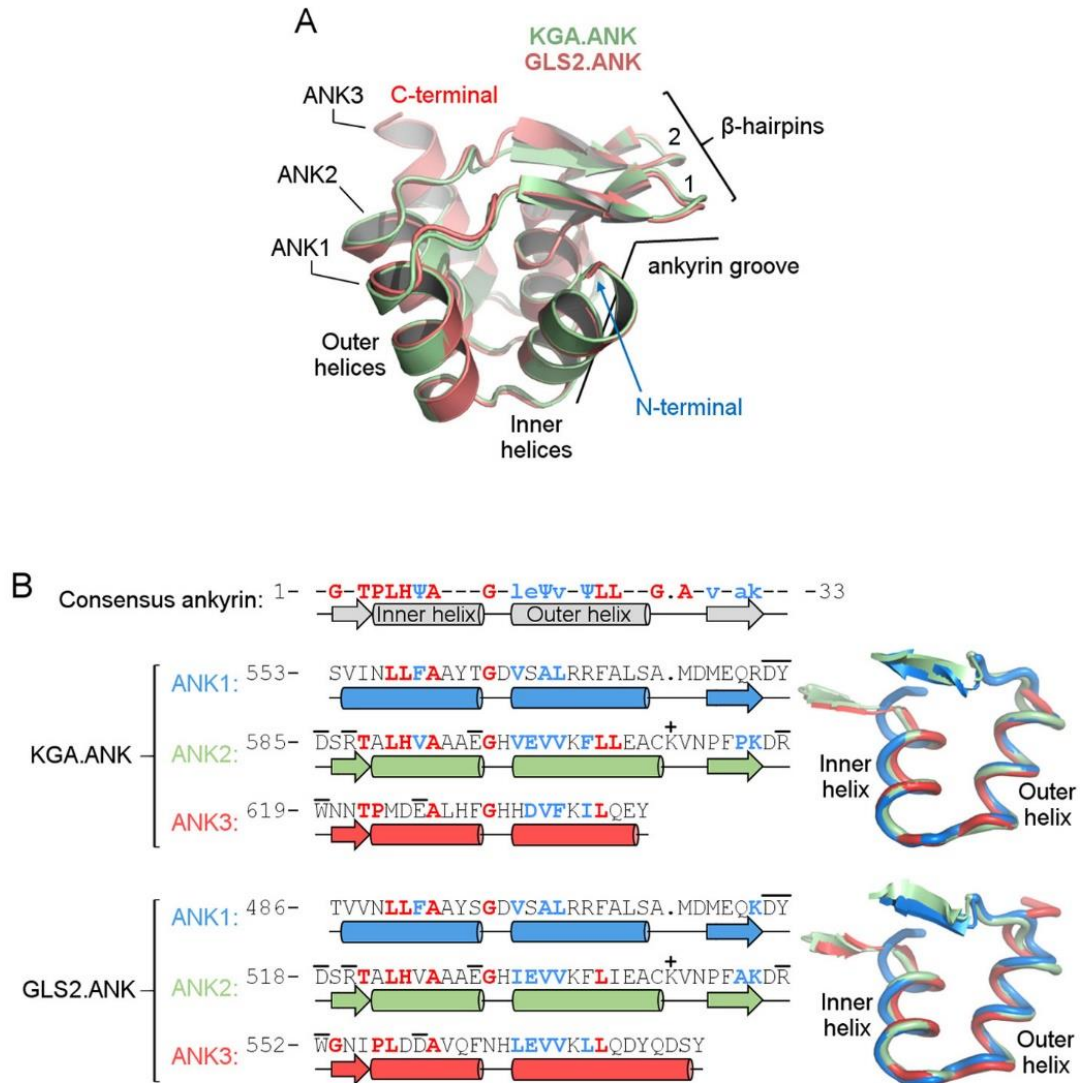 A
KGA.ANK
GLS2.ANK
ANK3
C-terminal
β-hairpins
2
1
ANK2
ANK1
ankyrin groove
Outer
helices
N-terminal
Inner
helices
B
Consensus ankyrin: 1- -G-TPLHΨA---G-leΨv-ΨLL--G.A-v-ak-- -33
Inner helix Outer helix
KGA.ANK
ANK1: 553- SVINLLFAAYTGDVSALRRFALSA.MDMEQRDY
+
ANK2: 585- DSRTALHVAAAEGHVEVVKFLLEACKVNPFPKDR
ANK3: 619- WNNTPMDEALHFGHHDVFKILQEY
Inner
helix
Outer
helix
GLS2.ANK
ANK1: 486- TVVNLLFAAYSGDVSALRRFALSA.MDMEQKDY
+
ANK2: 518- DSRTALHVAAAEGHIEVVKFLIEACKVNPFAKDR
ANK3: 552- WGNIPLDDAVQFNHLEVVKLLQDYQDSY
Inner
helix
Outer
helix